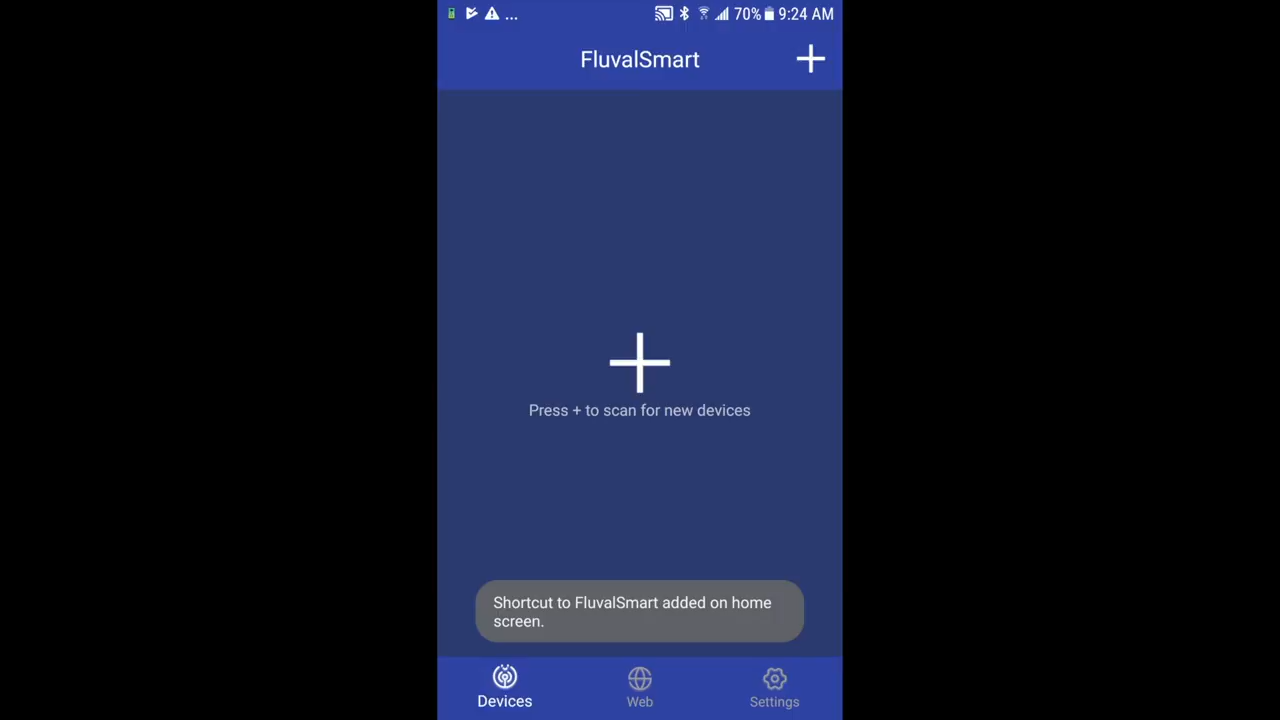 ... 70% 9:24 AM
FluvalSmart
Press + to scan for new devices
Shortcut to FluvalSmart added on home
screen.
Devices Web Settings